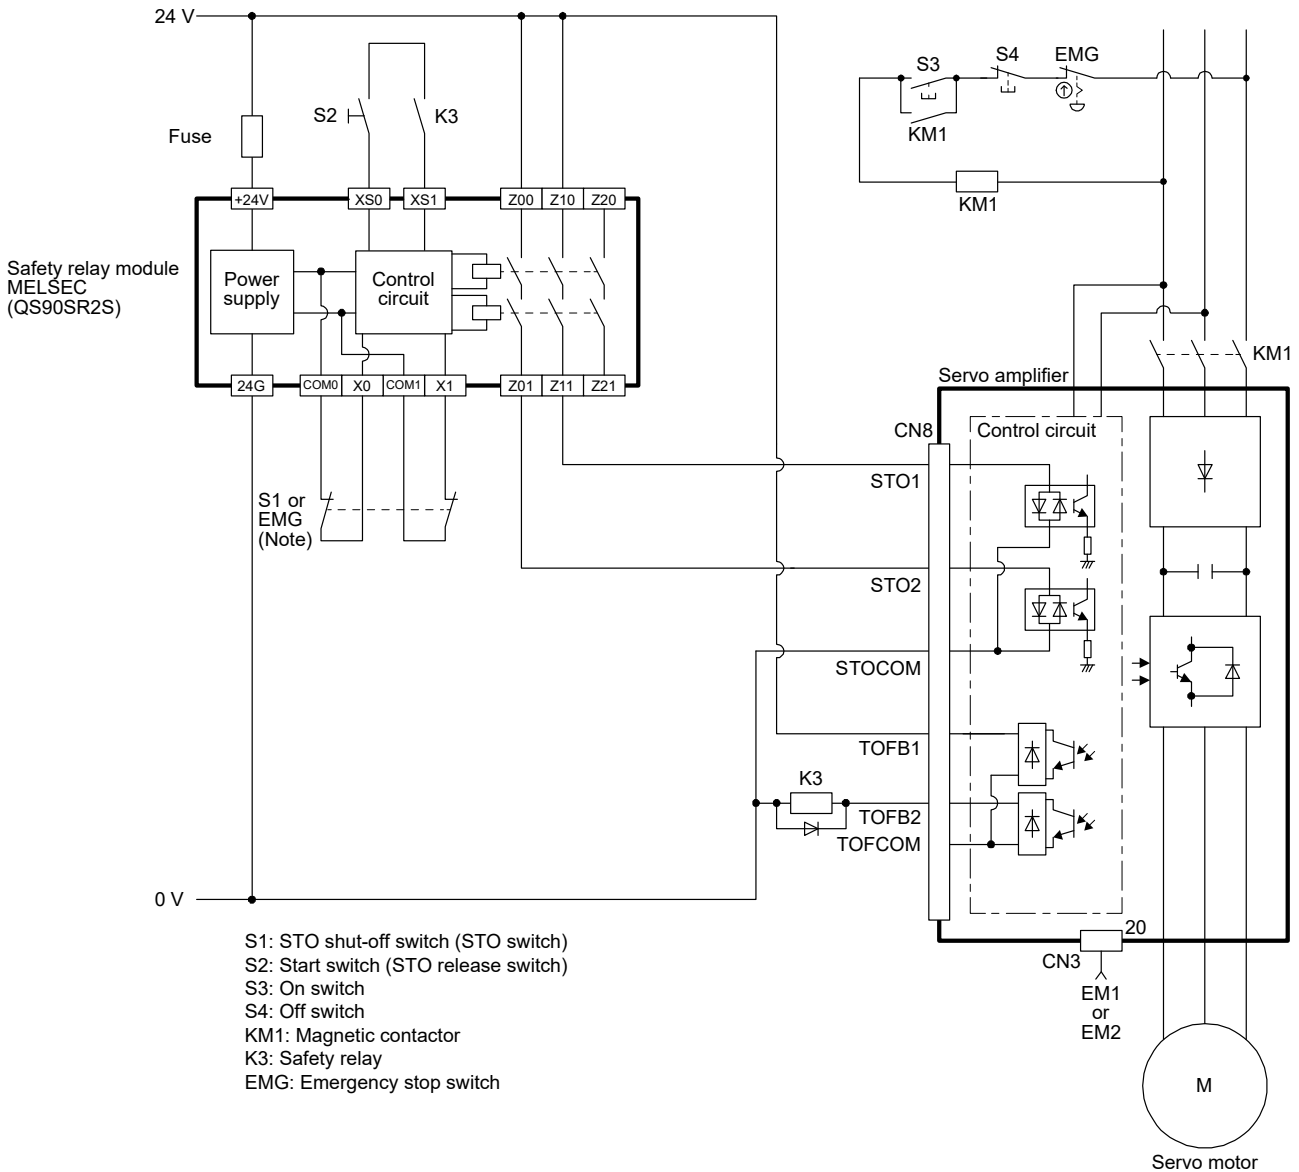 24 V
S3
S4
EMG
S2
K3
Fuse
KM1
KM1
+24V
XS0
XS1
Z00
Z10
Z20
Safety relay module
MELSEC
(QS90SR2S)
Power
supply
Control
circuit
KM1
24G
COM0
X0
COM1
X1
Z01
Z11
Z21
Servo amplifier
CN8
Control circuit
STO1
S1 or
EMG
(Note)
STO2
STOCOM
TOFB1
K3
TOFB2
TOFCOM
0 V
20
CN3
EM1
or
EM2
S1: STO shut-off switch (STO switch)
S2: Start switch (STO release switch)
S3: On switch
S4: Off switch
KM1: Magnetic contactor
K3: Safety relay
EMG: Emergency stop switch
M
Servo motor